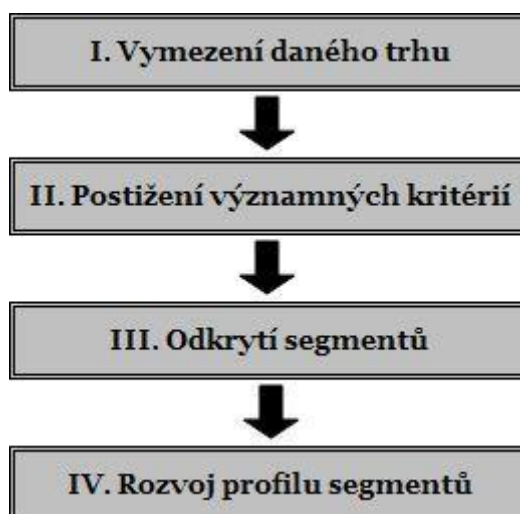 I. Vymezení daného trhu
II. Postižení významných kritérií
III. Odkrytí segmentů
IV. Rozvoj profilu segmentů